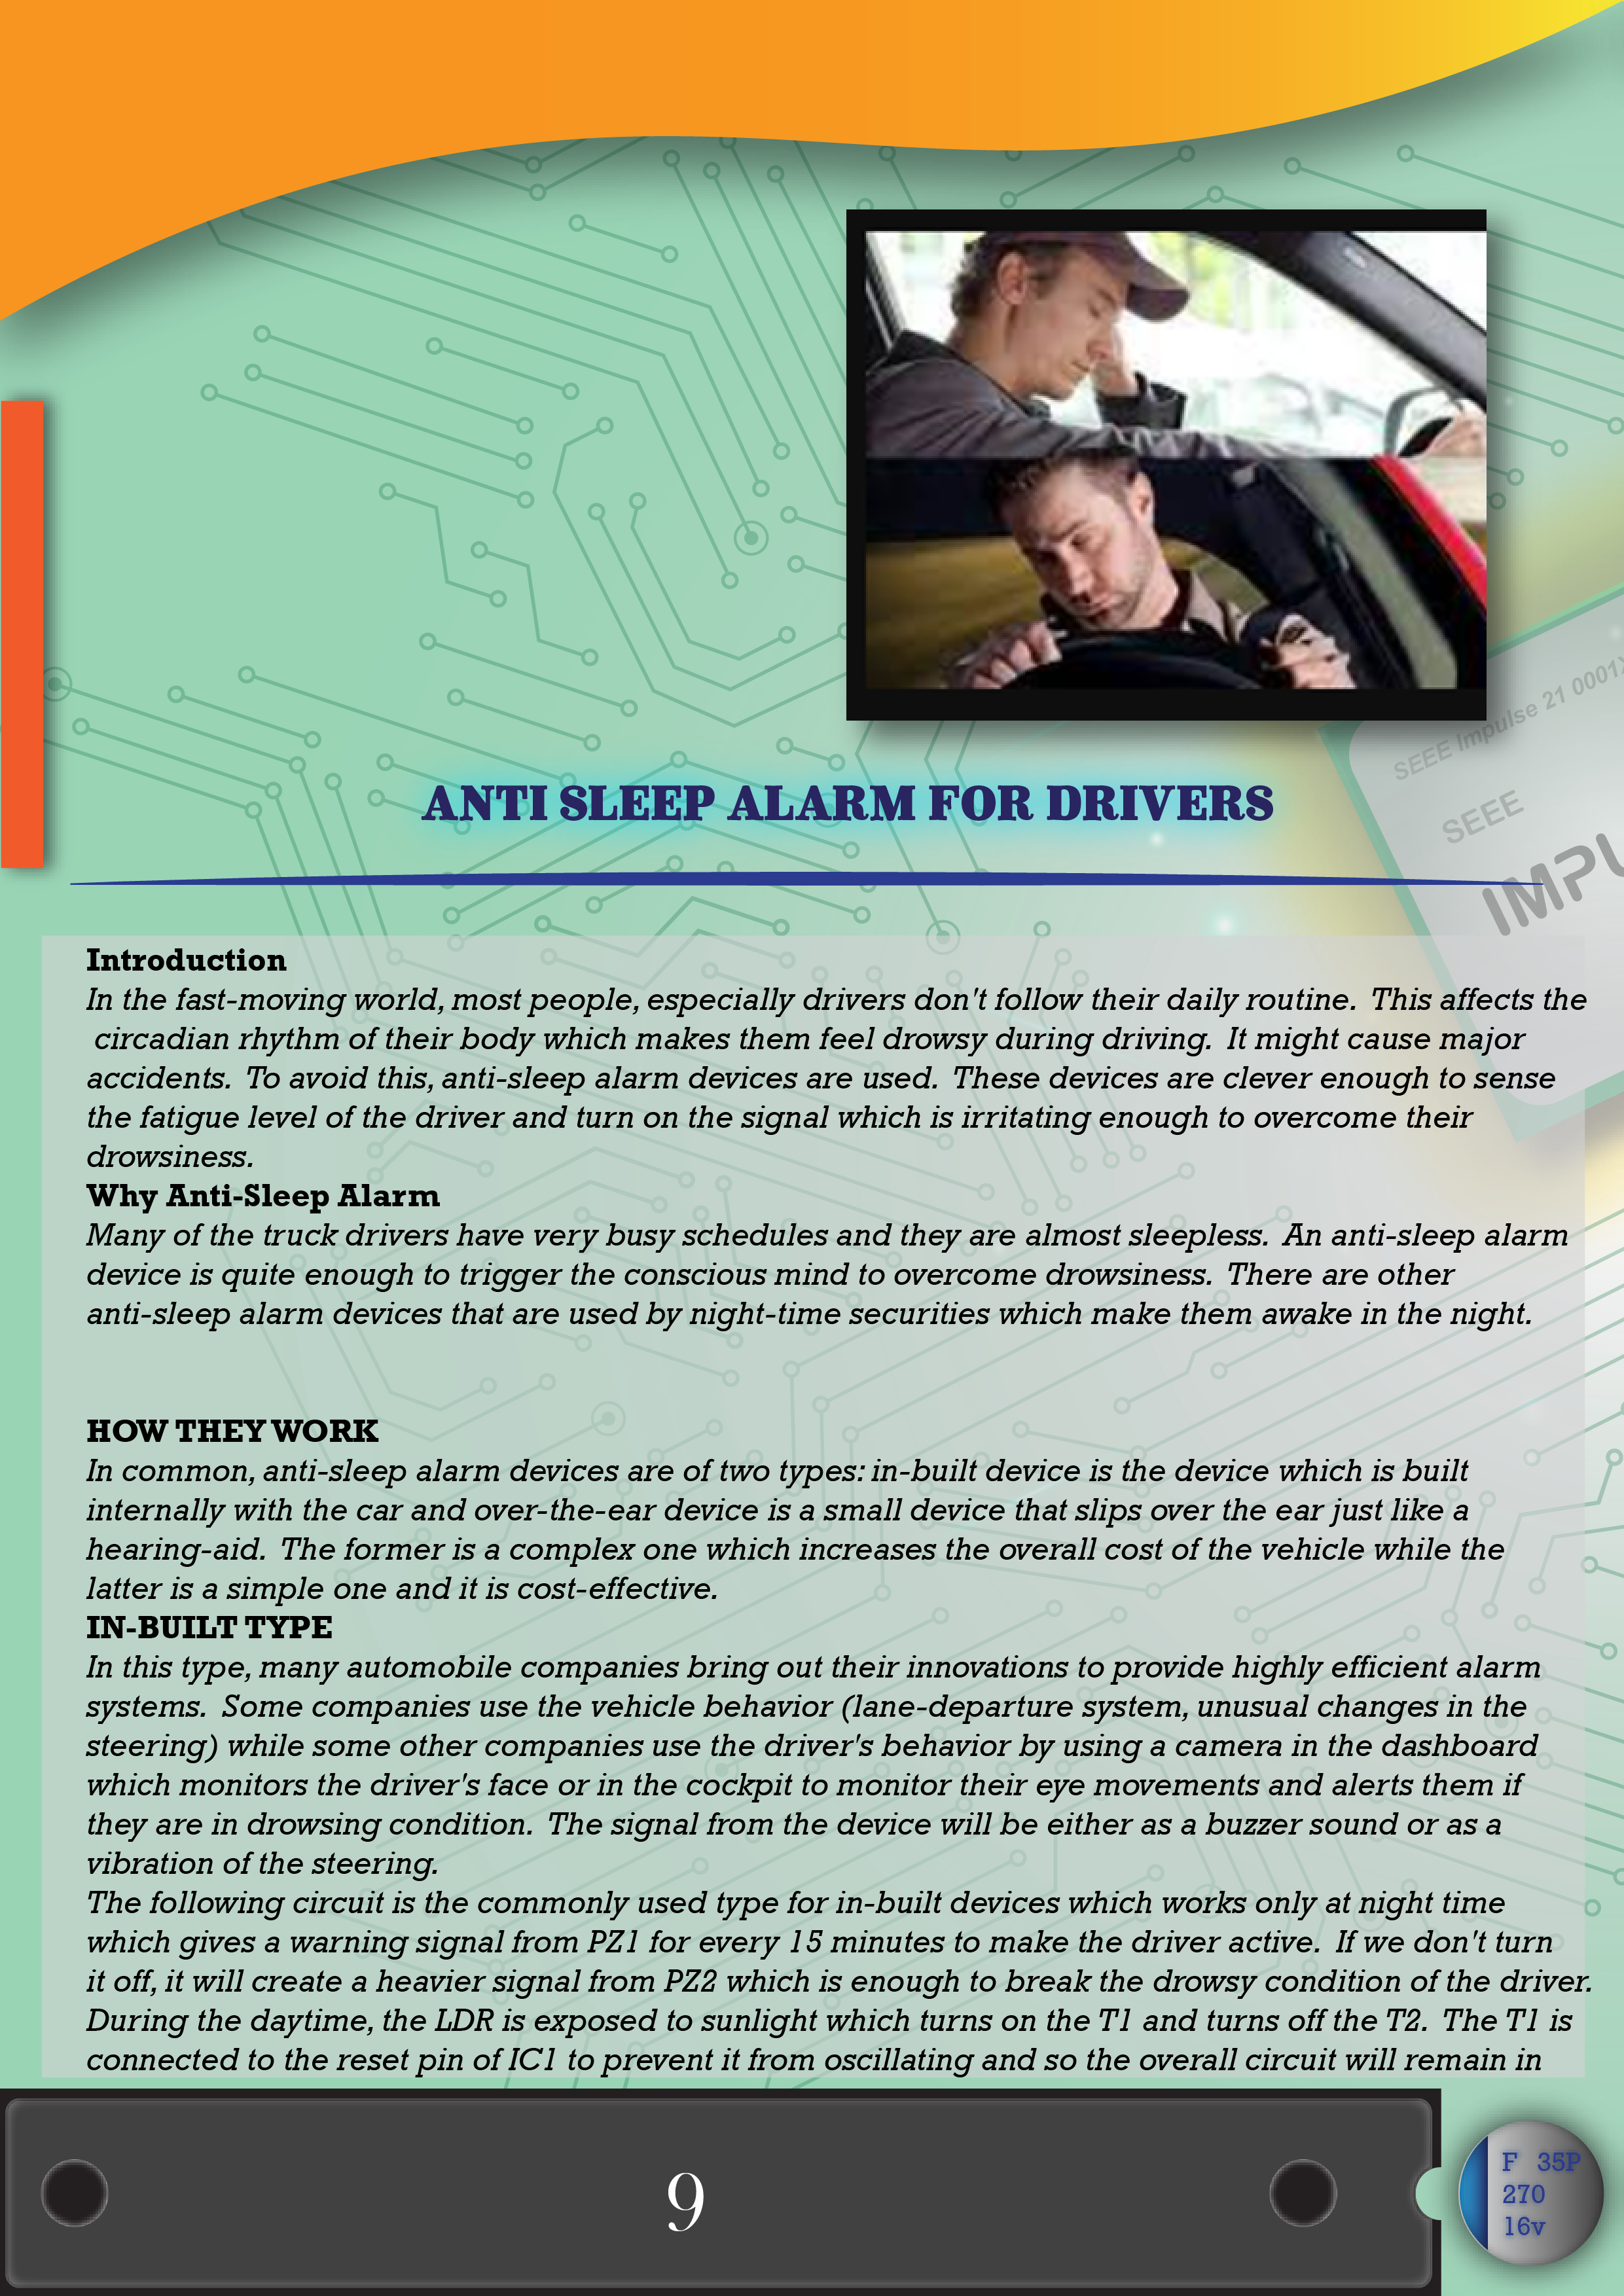 SEEE Impulse 21 0001
SEEE
IMPU
ANTI SLEEP ALARM FOR DRIVERS
Introduction
In the fast-moving world, most people, especially drivers don't follow their daily routine. This affects the
circadian rhythm of their body which makes them feel drowsy during driving. It might cause major
accidents. To avoid this, anti-sleep alarm devices are used. These devices are clever enough to sense
the fatigue level of the driver and turn on the signal which is irritating enough to overcome their
drowsiness.
Why Anti-Sleep Alarm
Many of the truck drivers have very busy schedules and they are almost sleepless. An anti-sleep alarm
device is quite enough to trigger the conscious mind to overcome drowsiness. There are other
anti-sleep alarm devices that are used by night-time securities which make them awake in the night.
HOW THEY WORK
In common, anti-sleep alarm devices are of two types: in-built device is the device which is built
internally with the car and over-the-ear device is a small device that slips over the ear just like a
hearing-aid. The former is a complex one which increases the overall cost of the vehicle while the
latter is a simple one and it is cost-effective.
IN-BUILT TYPE
In this type, many automobile companies bring out their innovations to provide highly efficient alarm
systems. Some companies use the vehicle behavior (lane-departure system, unusual changes in the
steering) while some other companies use the driver's behavior by using a camera in the dashboard
which monitors the driver's face or in the cockpit to monitor their eye movements and alerts them if
they are in drowsing condition. The signal from the device will be either as a buzzer sound or as a
vibration of the steering.
The following circuit is the commonly used type for in-built devices which works only at night time
which gives a warning signal from PZ1 for every 15 minutes to make the driver active. If we don't turn
it off, it will create a heavier signal from PZ2 which is enough to break the drowsy condition of the driver.
During the daytime, the LDR is exposed to sunlight which turns on the T1 and turns off the T2. The T1 is
connected to the reset pin of IC1 to prevent it from oscillating and so the overall circuit will remain in
9
F 35P
270
16v